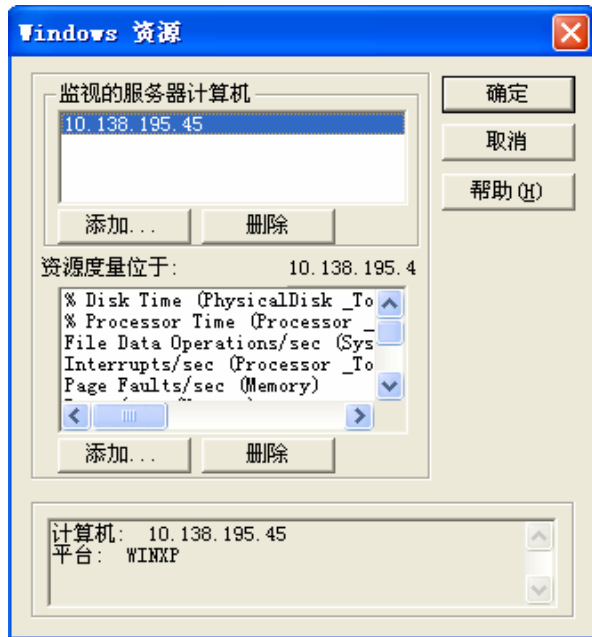 Windows 资源
监视的服务器计算机
确定
10.138.195.45
取消
帮助(H)
添加... 删除
资源度量位于: 10.138.195.4
% Disk Time (PhysicalDisk _To
% Processor Time (Processor _
File Data Operations/sec (Sys
Interrupts/sec (Processor _To
Page Faults/sec (Memory)
添加... 删除
计算机: 10.138.195.45
平台: WINXP